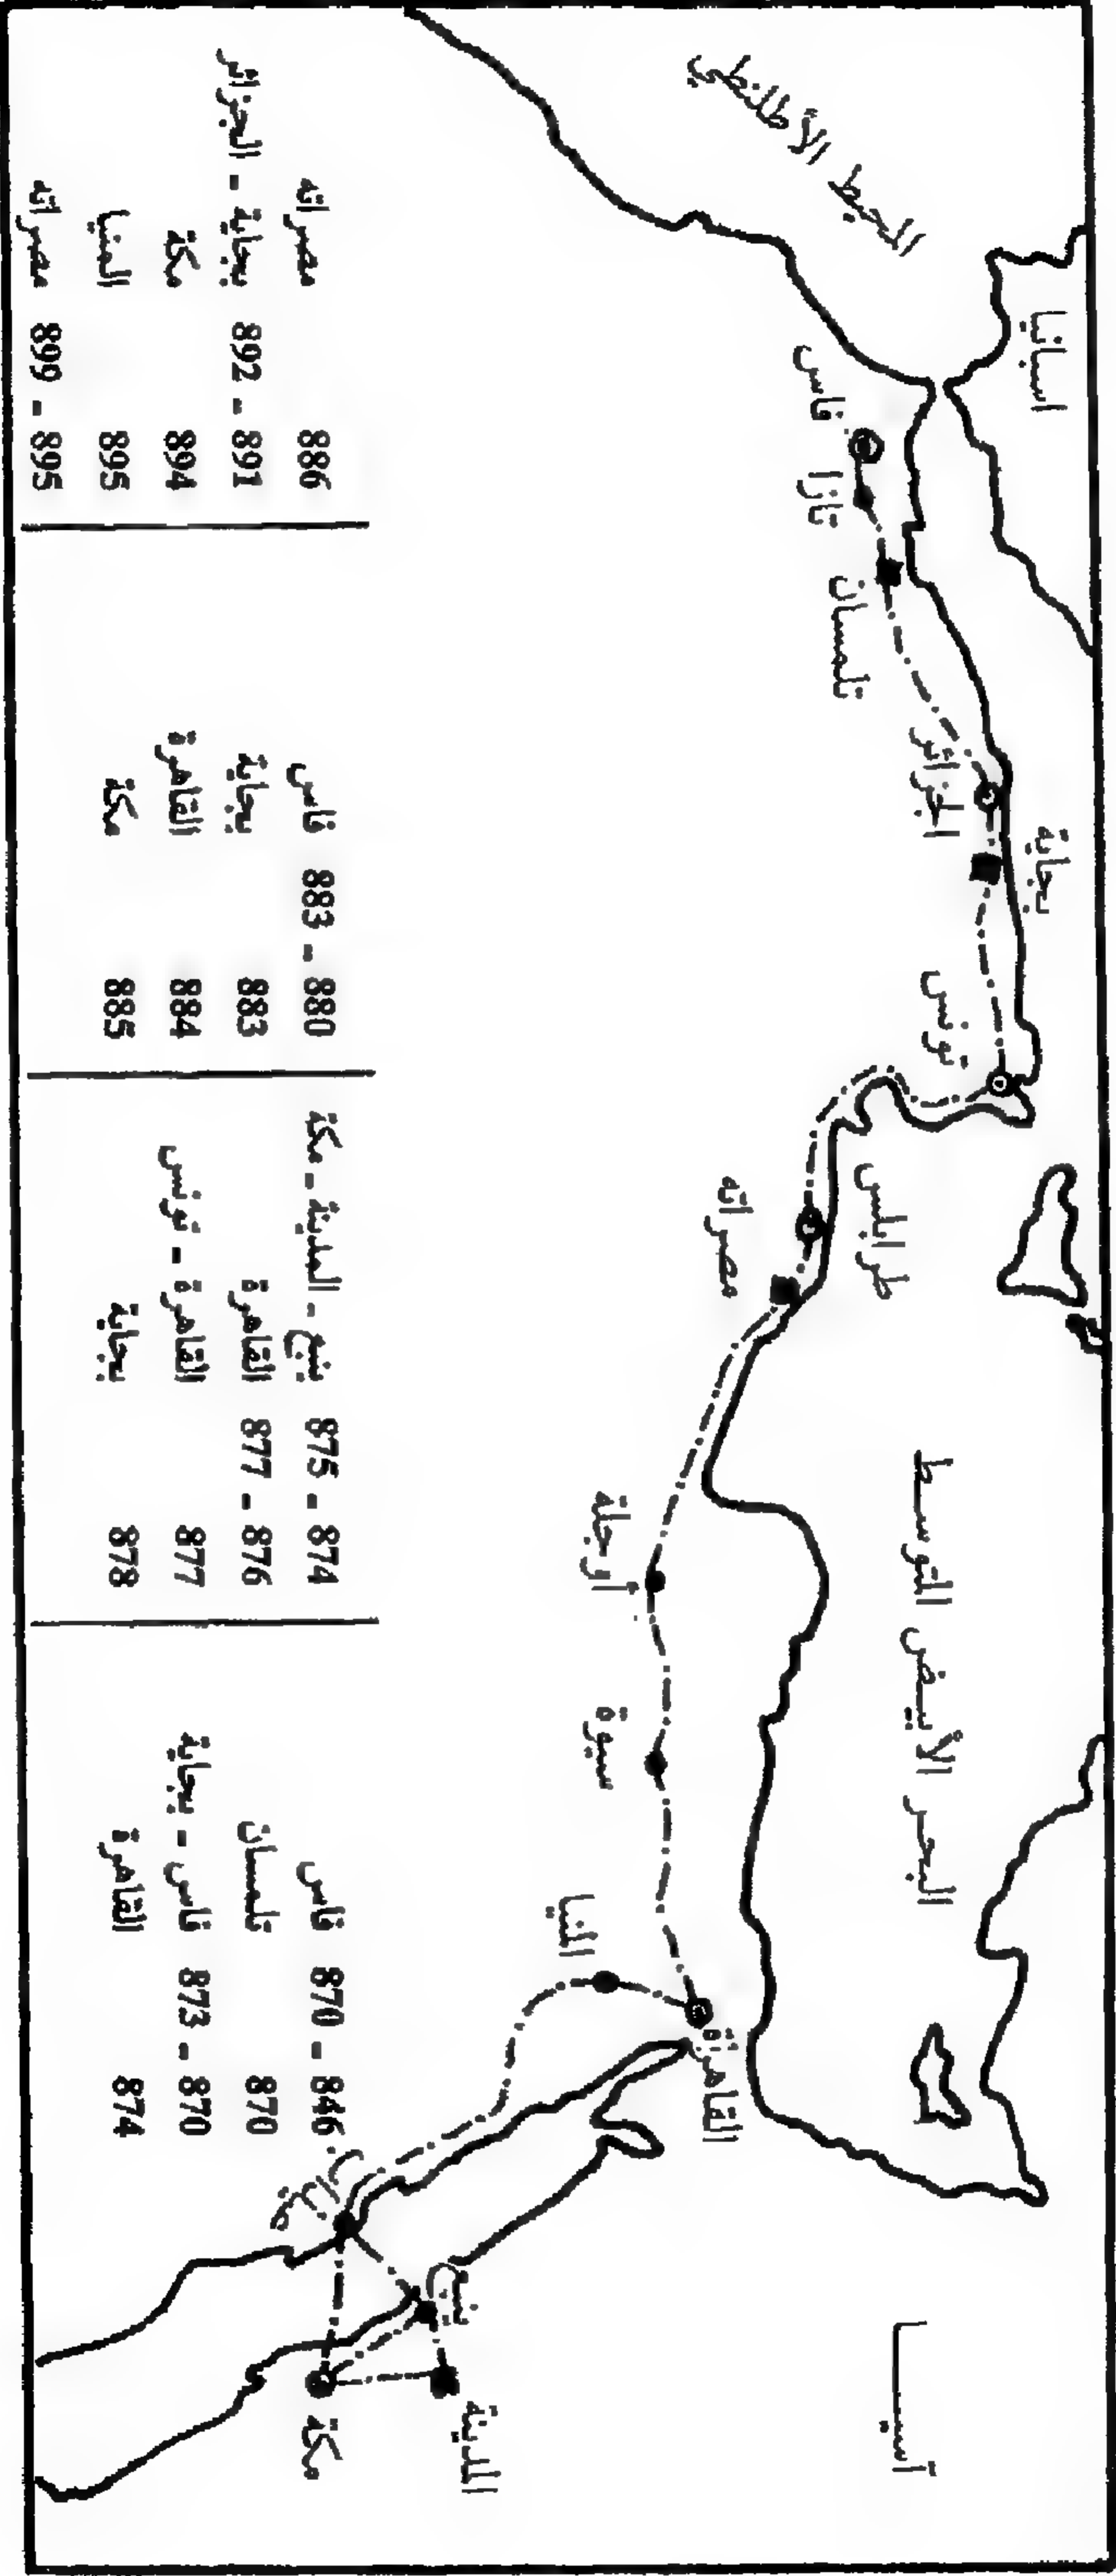 المحيط الأطلنطي
اسبانيا
فاس
تازا
تلمسان
الجزائر
بجاية
تونس
طرابلس
مصراته
البحر الأبيض المتوسط
أوجلة
سيوة
المنيا
القاهرة
عيذاب
ينبع
المدينة
مكة
آسيا
846 - 870 فاس
870 تلمسان
870 - 873 فاس - بجاية
874 القاهرة
874 - 875 ينبع - المدينة - مكة
876 - 877 القاهرة
877 القاهرة - تونس
878 بجاية
880 - 883 فاس
883 بجاية
884 القاهرة
885 مكة
886 مصراته
891 - 892 بجاية - الجزائر
894 مكة
895 المنيا
895 - 899 مصراته